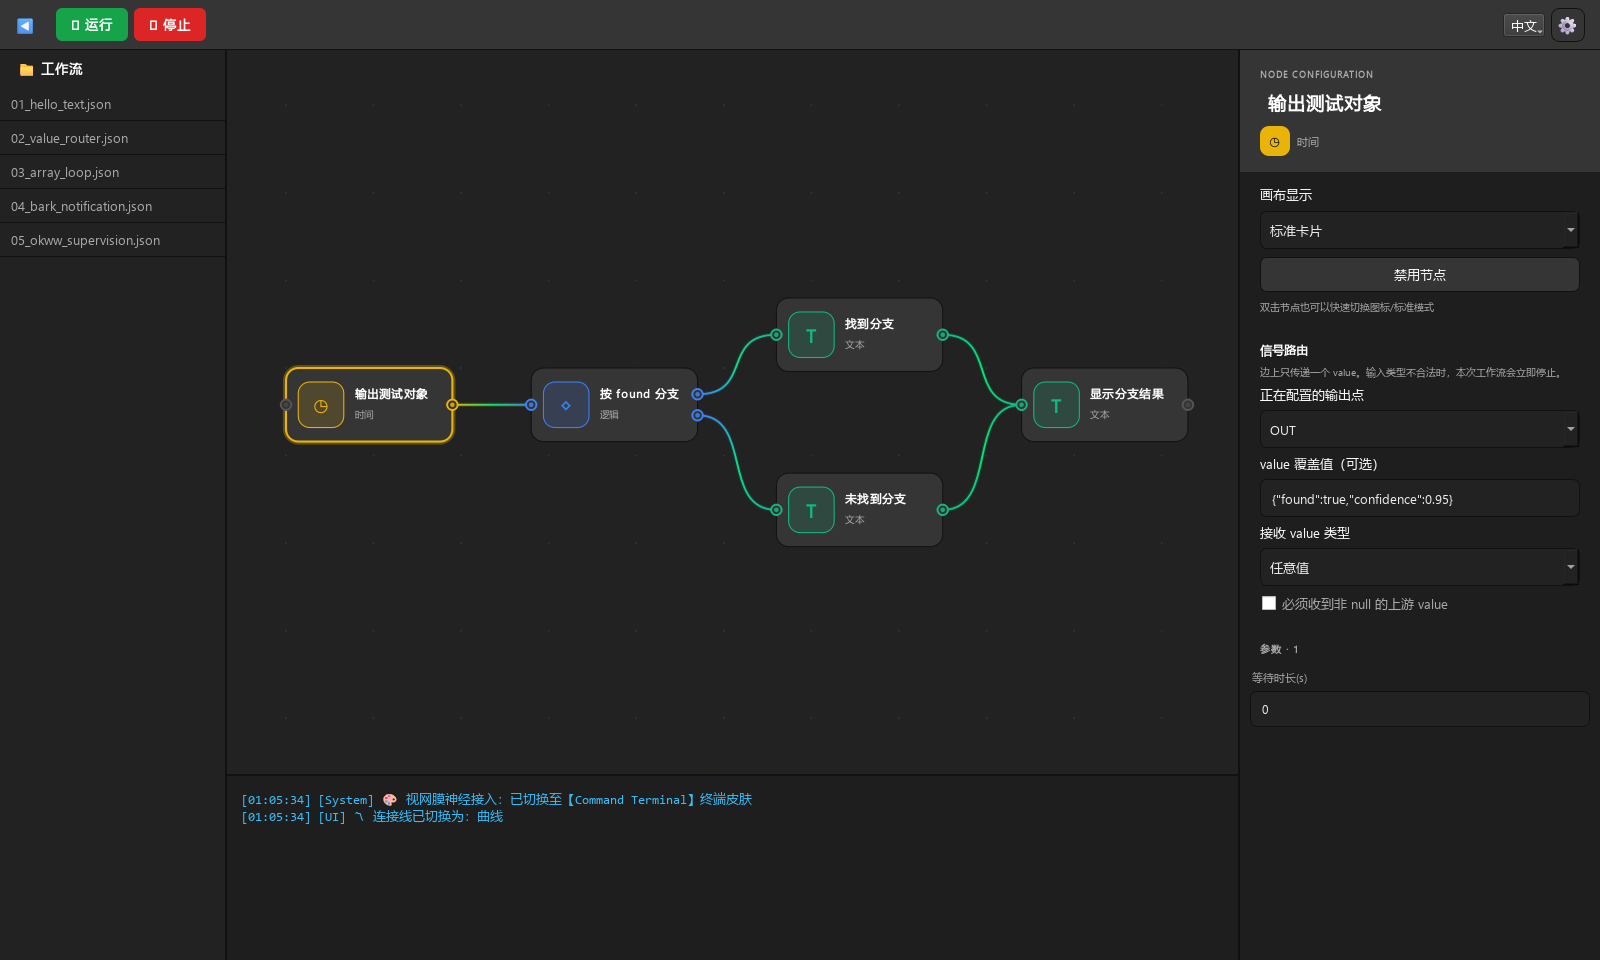 运行
停止
中文
工作流
01_hello_text.json
02_value_router.json
03_array_loop.json
04_bark_notification.json
05_okww_supervision.json
输出测试对象
时间
按 found 分支
逻辑
找到分支
文本
未找到分支
文本
显示分支结果
文本
[01:05:34] [System] 🎨 视网膜神经接入: 已切换至【Command Terminal】终端皮肤
[01:05:34] [UI] 〽 连接线已切换为: 曲线
NODE CONFIGURATION
输出测试对象
时间
画布显示
标准卡片
禁用节点
双击节点也可以快速切换图标/标准模式
信号路由
边上只传递一个 value。输入类型不合法时，本次工作流会立即停止。
正在配置的输出点
OUT
value 覆盖值（可选）
{"found":true,"confidence":0.95}
接收 value 类型
任意值
必须收到非 null 的上游 value
参数 · 1
等待时长(s)
0